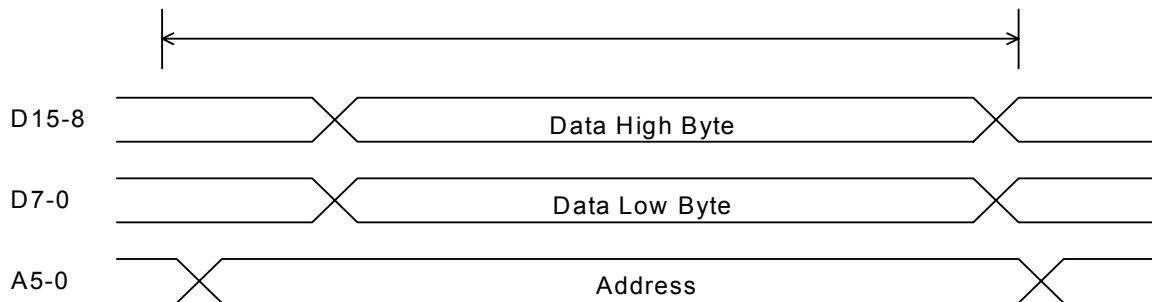 D15-8 Data High Byte
D7-0 Data Low Byte
A5-0 Address